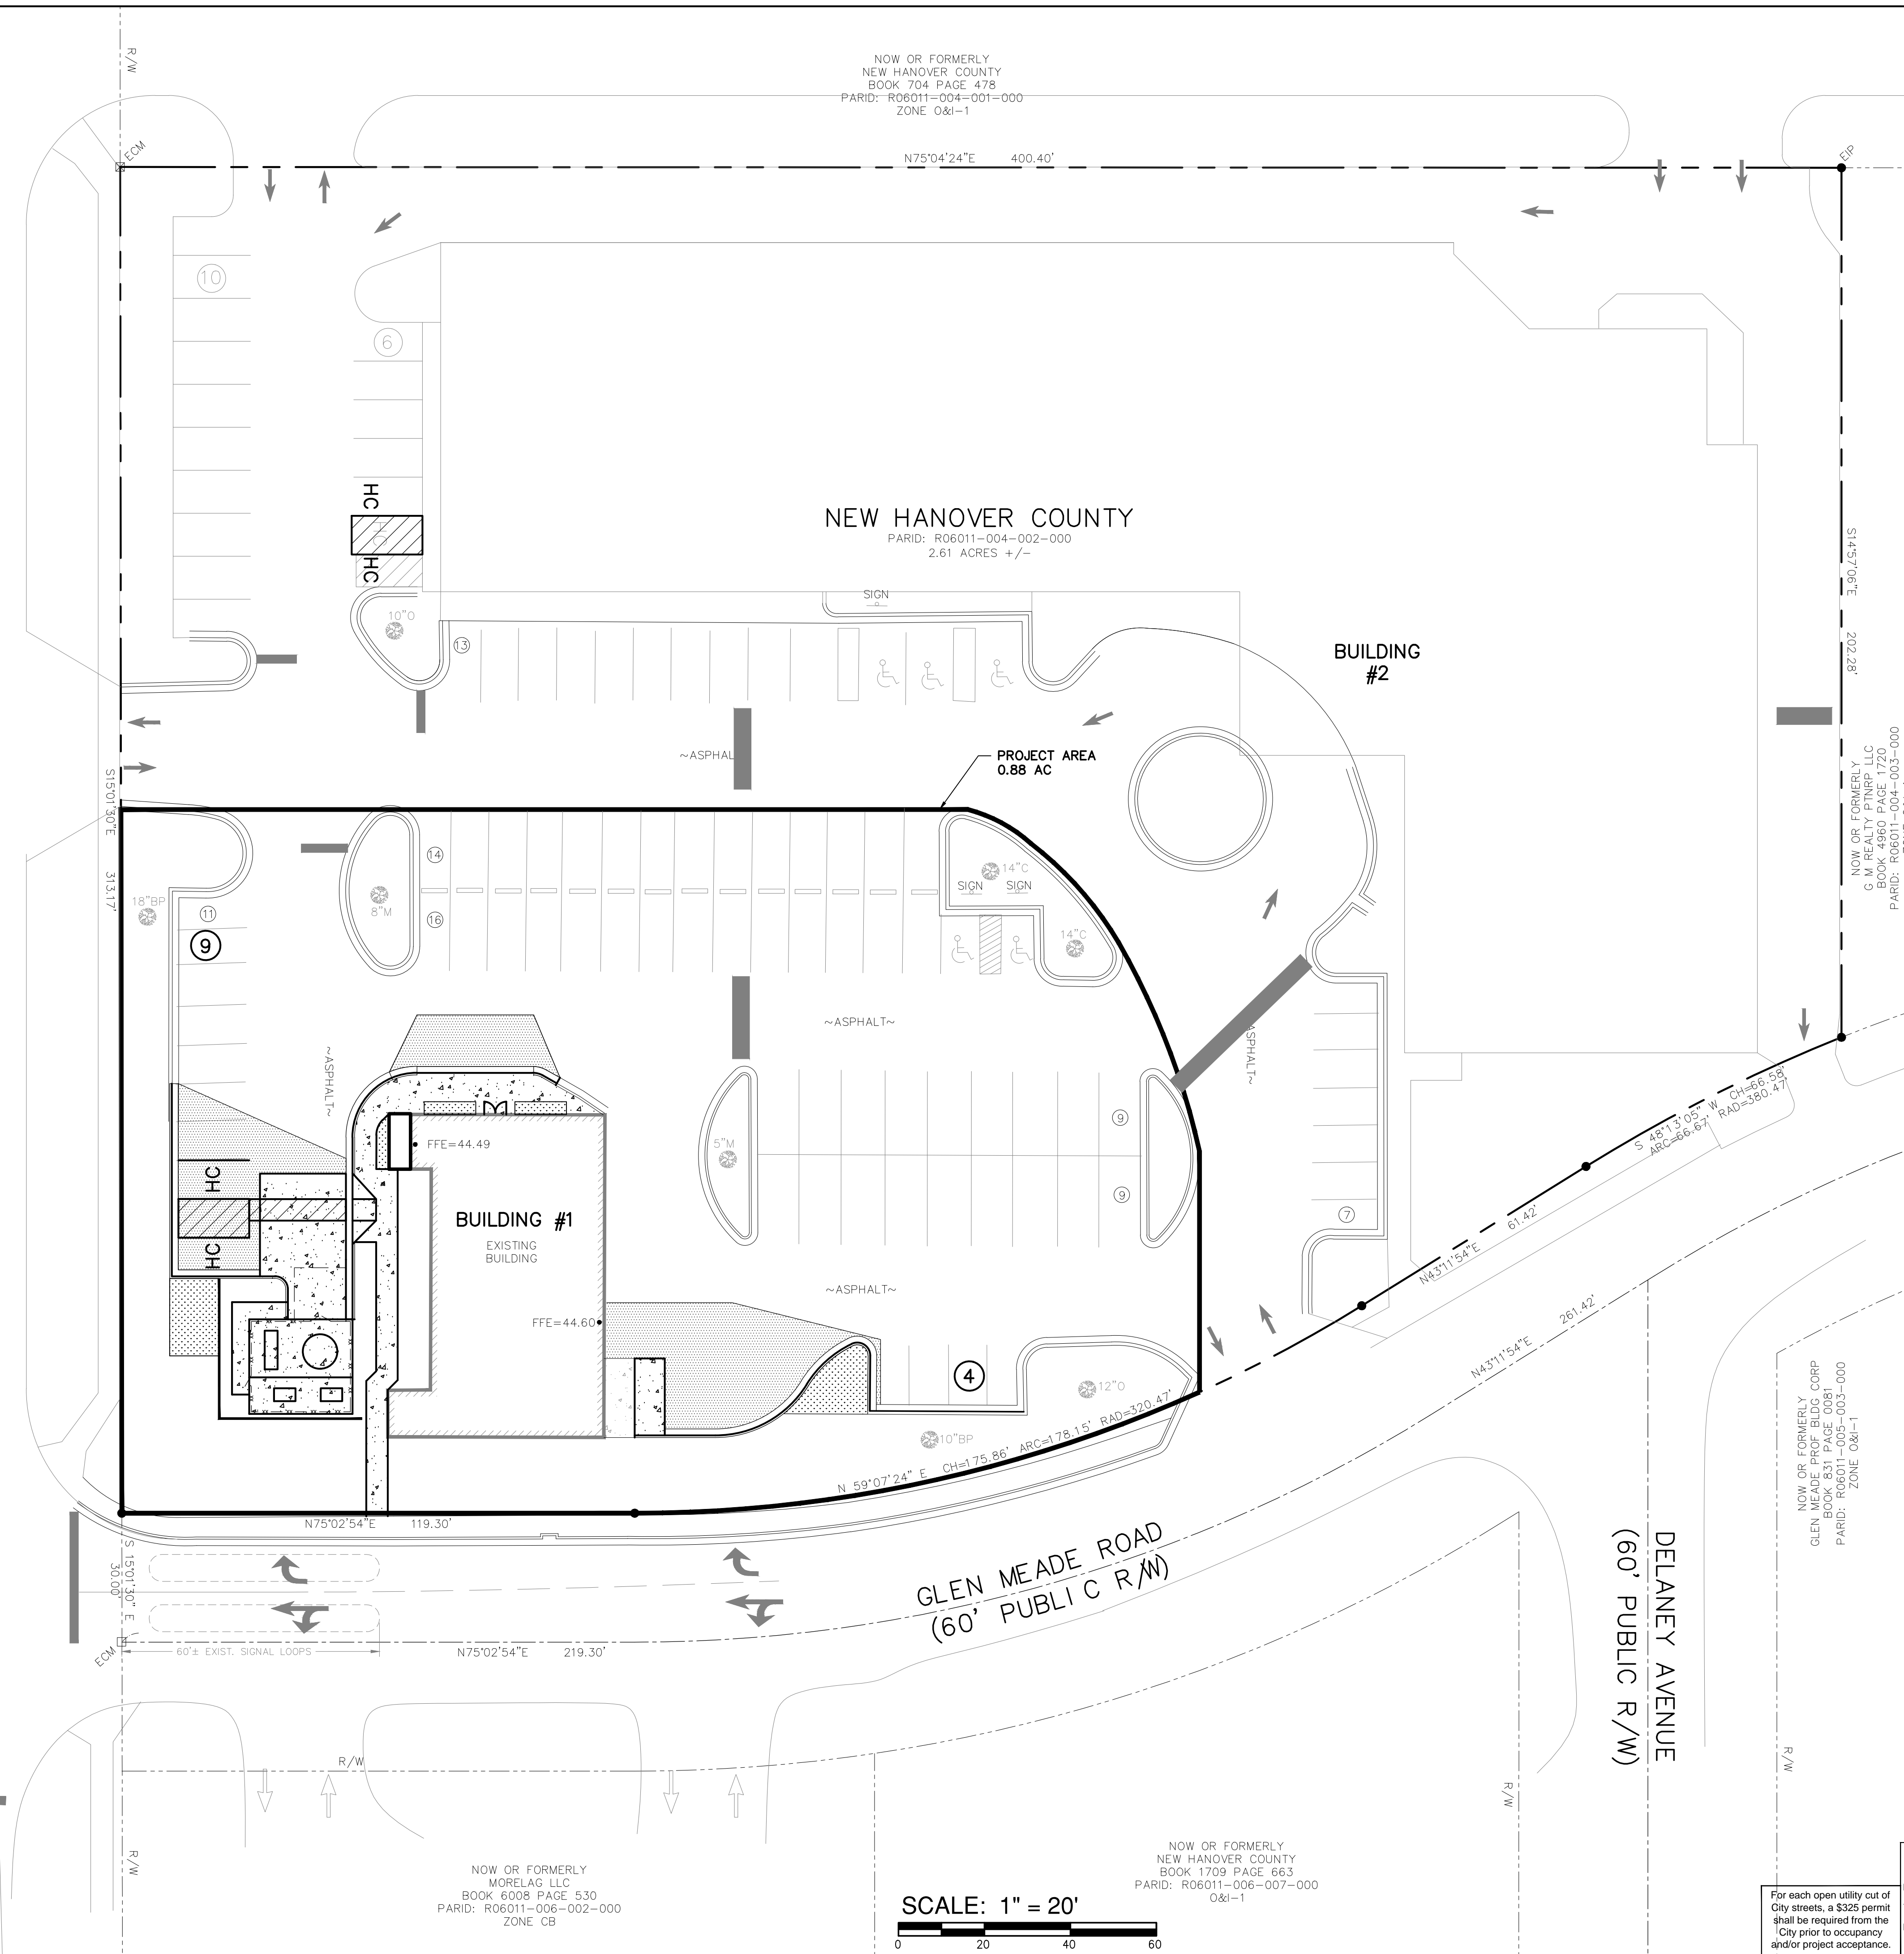 R/W
NOW OR FORMERLY
NEW HANOVER COUNTY
BOOK 704 PAGE 478
PARID: R06011-004-001-000
ZONE O&I-1
ECM
N75°04'24"E 400.40'
EIP
10
6
HC
HC
HC
NEW HANOVER COUNTY
PARID: R06011-004-002-000
2.61 ACRES +/-
S14°57'06"E 202.28'
10"O
SIGN
13
BUILDING
#2
~ASPHAL
PROJECT AREA
0.88 AC
NOW OR FORMERLY
G M REALTY PTNRP LLC
BOOK 4960 PAGE 1720
PARID: R06011-004-003-000
S15°01'30"E 313.17'
14
14"C
SIGN SIGN
18"BP
8"M
11
16
9
14"C
~ASPHALT~
~ASPHALT~
ASPHALT~
S 48°13'05" W CH=66.58'
ARC=66.67' RAD=380.47'
9
FFE=44.49
5"M
HC
9
7
BUILDING #1
EXISTING
BUILDING
61.42'
N43°11'54"E
HC
~ASPHALT~
FFE=44.60
N43°11'54"E 261.42'
4
12"O
10"BP
N 59°07'24" E CH=175.86' ARC=178.15' RAD=320.47'
NOW OR FORMERLY
GLEN MEADE PROF BLDG CORP
BOOK 831 PAGE 0081
PARID: R06011-005-003-000
ZONE O&I-1
N75°02'54"E 119.30'
S 15°01'30" E
30.00'
GLEN MEADE ROAD
(60' PUBLI C R/W)
DELANEY AVENUE
(60' PUBLIC R/W)
ECM
60'± EXIST. SIGNAL LOOPS
N75°02'54"E 219.30'
R/W
R/W
R/W
R/W
NOW OR FORMERLY
MORELAG LLC
BOOK 6008 PAGE 530
PARID: R06011-006-002-000
ZONE CB
NOW OR FORMERLY
NEW HANOVER COUNTY
BOOK 1709 PAGE 663
PARID: R06011-006-007-000
O&I-1
SCALE: 1" = 20'
0 20 40 60
For each open utility cut of
City streets, a $325 permit
shall be required from the
City prior to occupancy
and/or project acceptance.